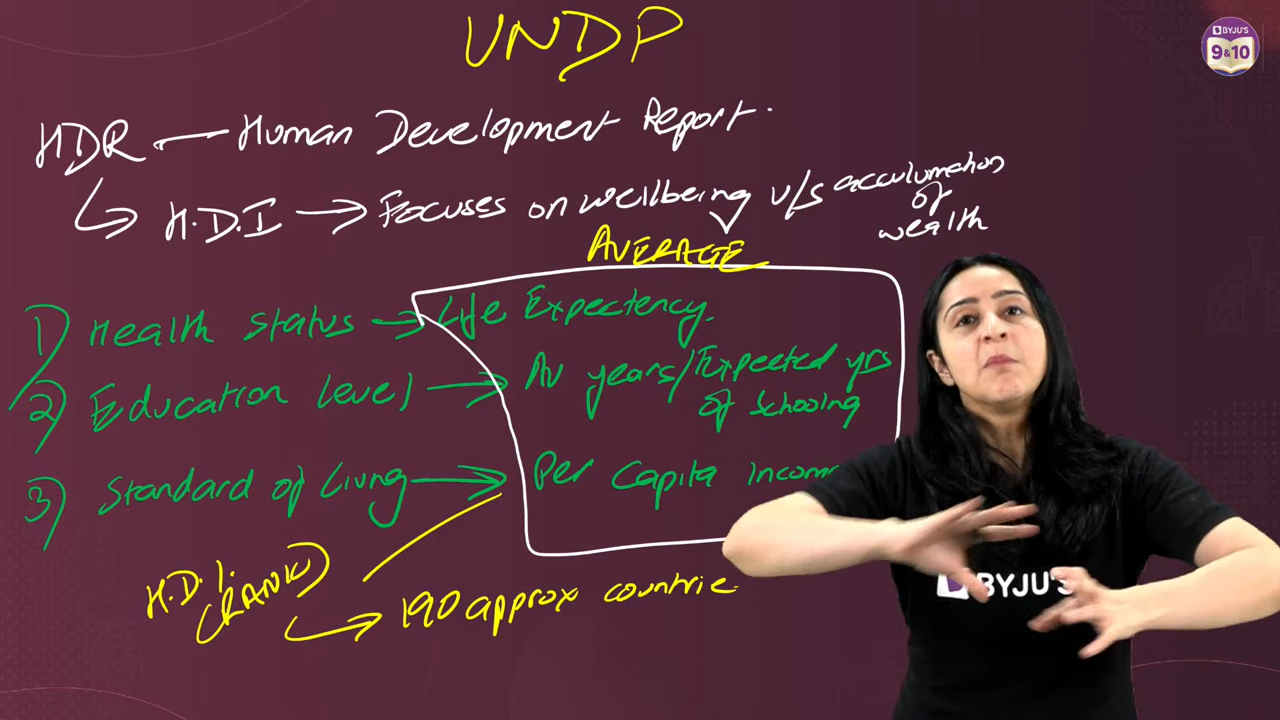 UNDP
BYJU'S
9&10
HDR — Human Development Report.
H.D.I → Focuses on wellbeing v/s acculumation
of
wealth
AVERAGE
1) Health status → Life Expectency.
2) Education level → Av years/Expected yrs
of Schooling
3) Standard of Living → Per Capita incom
H.D.I.
(RANK)
190 approx countrie
BYJU'S